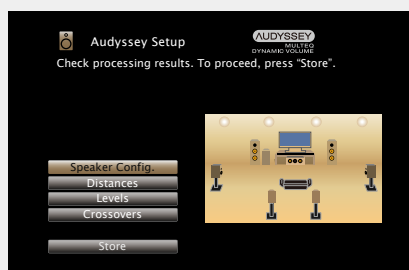 Audyssey Setup
AUDYSSEY
MULTEQ
DYNAMIC VOLUME
Check processing results. To proceed, press “Store”.
Speaker Config.
Distances
Levels
Crossovers
Store